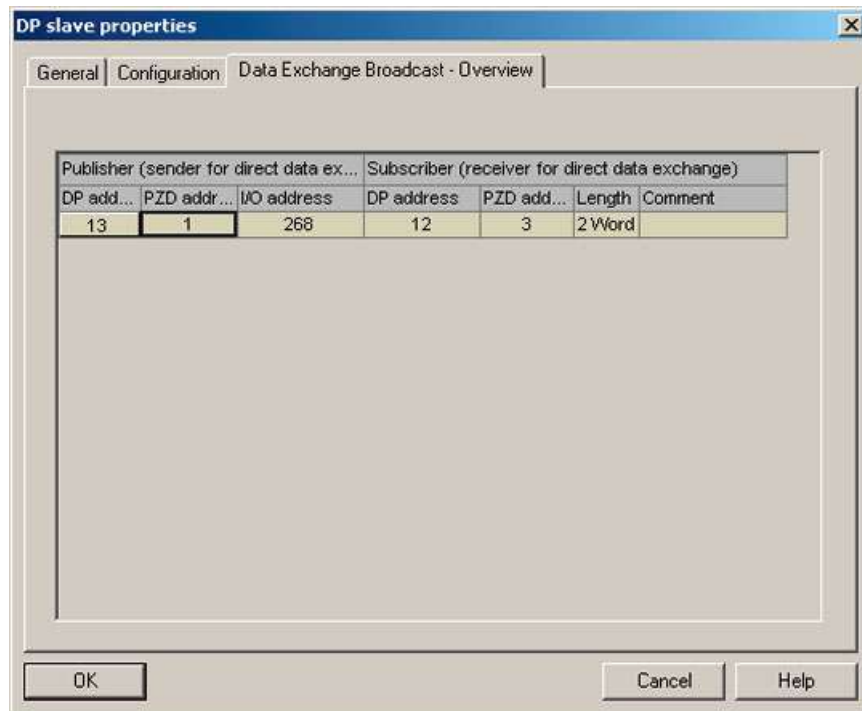 DP slave properties
General Configuration Data Exchange Broadcast - Overview
Publisher (sender for direct data ex... Subscriber (receiver for direct data exchange)
DP add... PZD addr... I/O address DP address PZD add... Length Comment
13 1 268 12 3 2 Word
OK Cancel Help